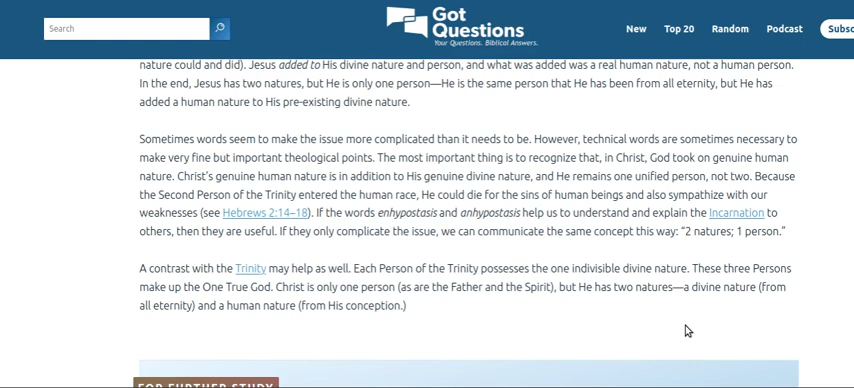 Search
Got
Questions
Your Questions. Biblical Answers.
New Top 20 Random Podcast Subsc
nature could and did). Jesus added to His divine nature and person, and what was added was a real human nature, not a human person.
In the end, Jesus has two natures, but He is only one person—He is the same person that He has been from all eternity, but He has
added a human nature to His pre-existing divine nature.
Sometimes words seem to make the issue more complicated than it needs to be. However, technical words are sometimes necessary to
make very fine but important theological points. The most important thing is to recognize that, in Christ, God took on genuine human
nature. Christ's genuine human nature is in addition to His genuine divine nature, and He remains one unified person, not two. Because
the Second Person of the Trinity entered the human race, He could die for the sins of human beings and also sympathize with our
weaknesses (see Hebrews 2:14–18). If the words enhypostasis and anhypostasis help us to understand and explain the Incarnation to
others, then they are useful. If they only complicate the issue, we can communicate the same concept this way: “2 natures; 1 person.”
A contrast with the Trinity may help as well. Each Person of the Trinity possesses the one indivisible divine nature. These three Persons
make up the One True God. Christ is only one person (as are the Father and the Spirit), but He has two natures—a divine nature (from
all eternity) and a human nature (from His conception.)
FOR FURTHER STUDY